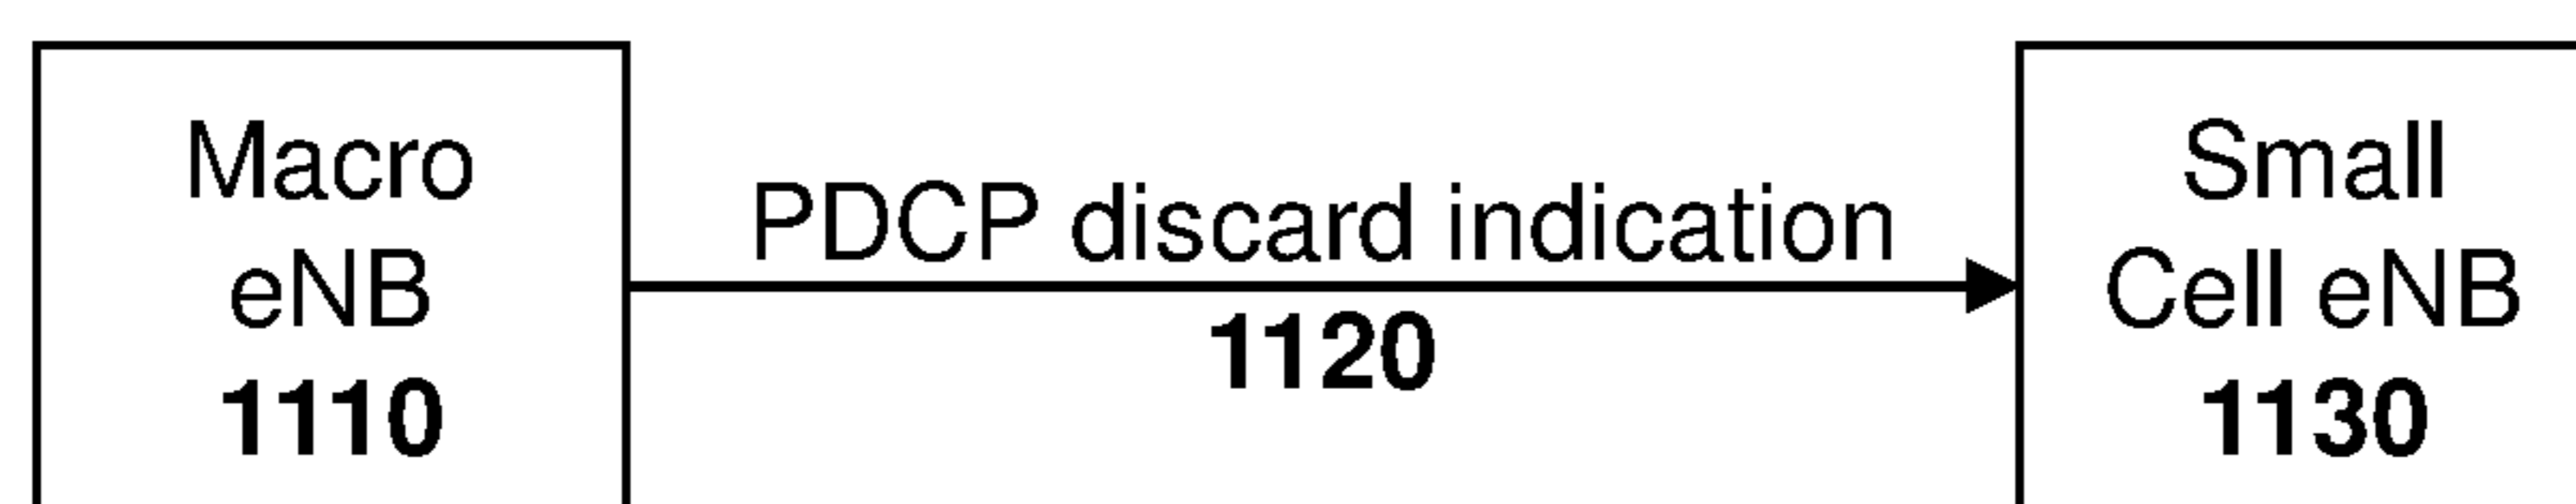 Macro
eNB
1110
PDCP discard indication
1120
Small
Cell eNB
1130